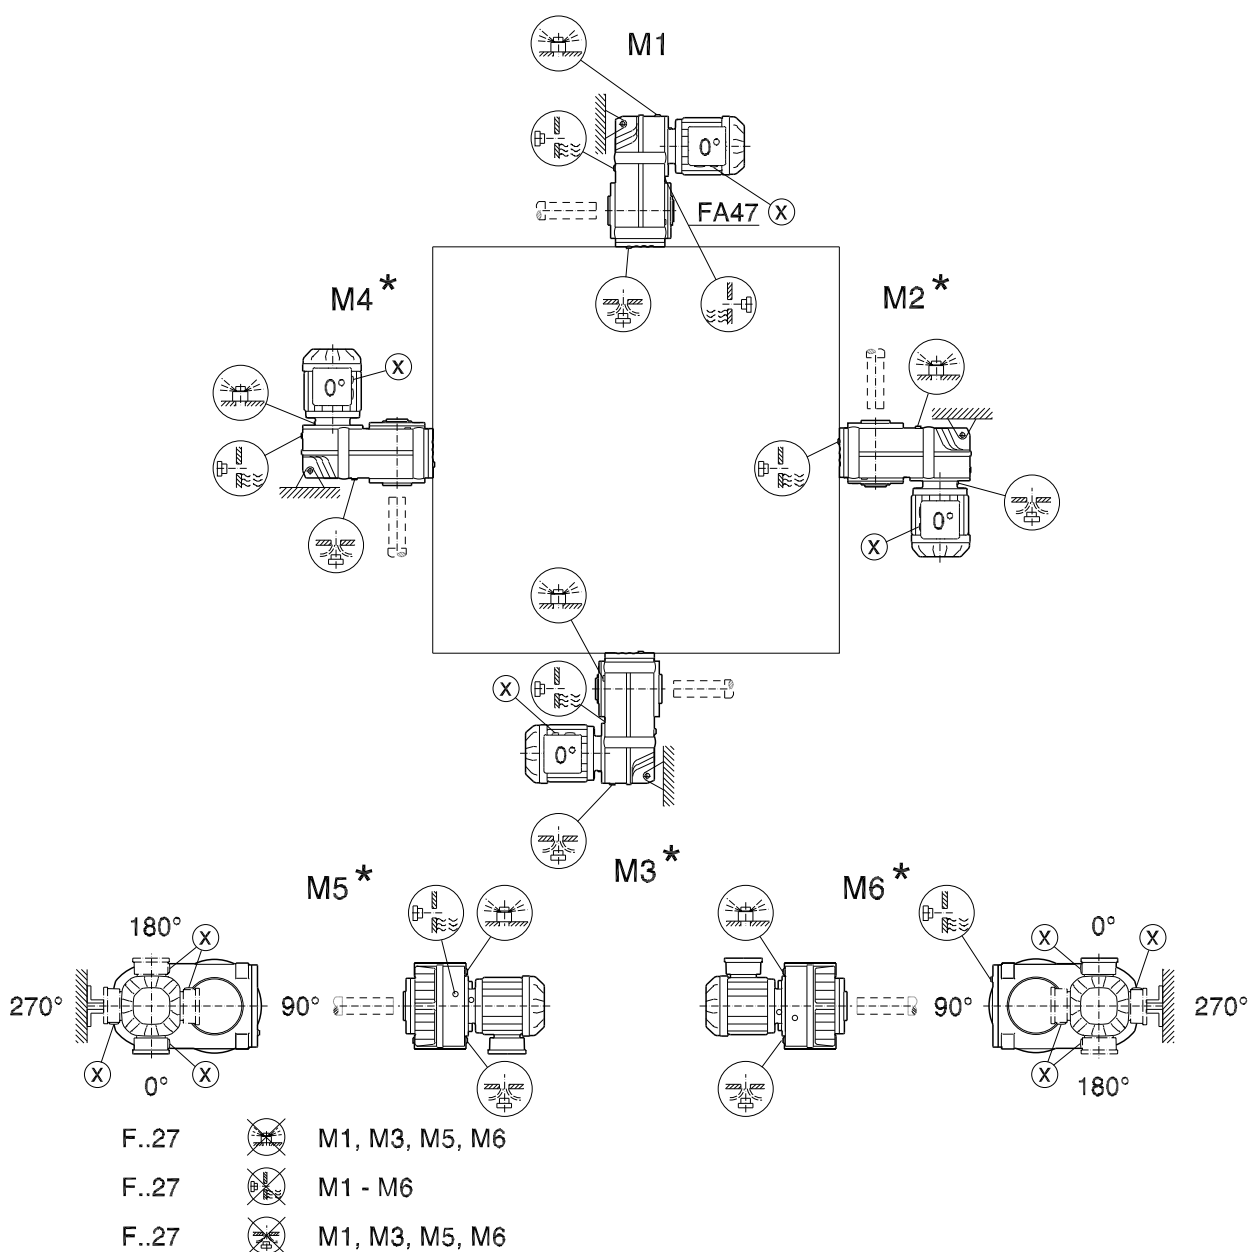 M1
0°
FA47 X
M4* M2*
X
0°
0°
X
X
0°
M3*
M5* M6*
180° X 0° X X
270° 90° 90° 270°
X 0° X X 180°
F..27 M1, M3, M5, M6
F..27 M1 - M6
F..27 M1, M3, M5, M6